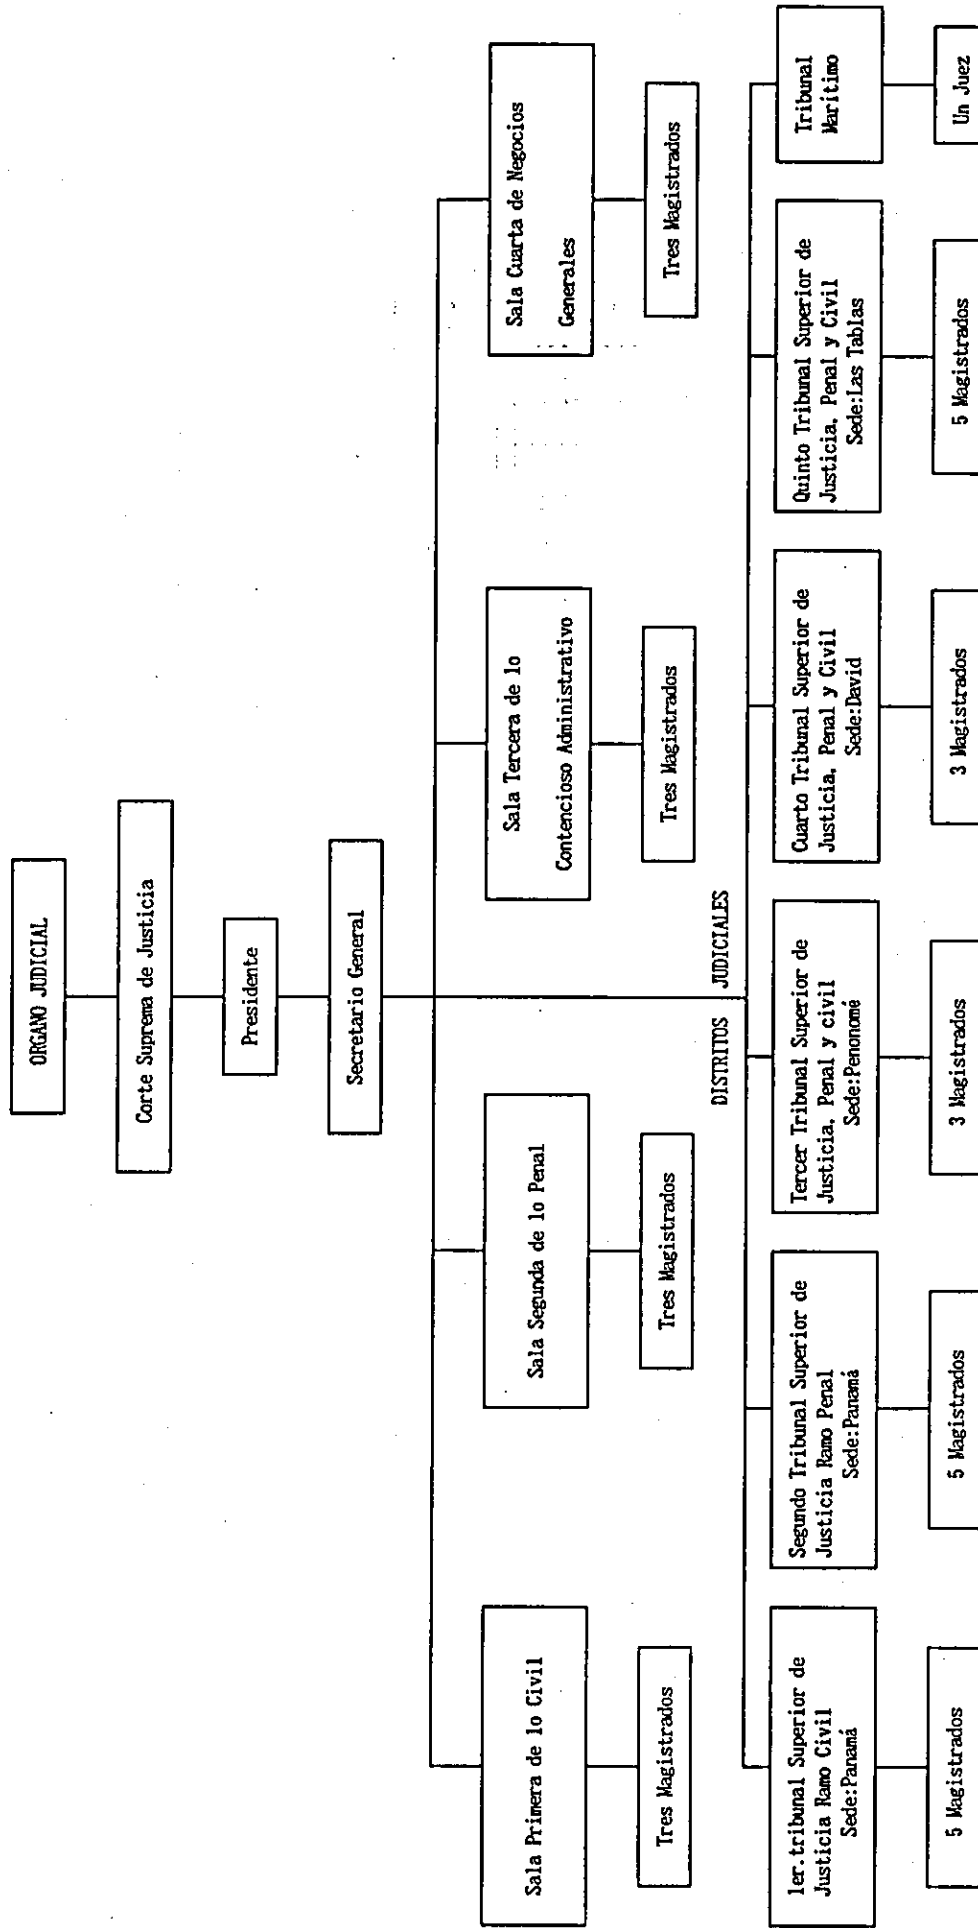 ORGANO JUDICIAL
Corte Suprema de Justicia
Presidente
Secretario General
Sala Primera de lo Civil
Tres Magistrados
Sala Segunda de lo Penal
Tres Magistrados
Sala Tercera de lo
Contencioso Administrativo
Tres Magistrados
Sala Cuarta de Negocios
Generales
Tres Magistrados
DISTRITOS JUDICIALES
1er.tribunal Superior de
Justicia Ramo Civil
Sede:Panamá
5 Magistrados
Segundo Tribunal Superior de
Justicia Ramo Penal
Sede:Panamá
5 Magistrados
Tercer Tribunal Superior de
Justicia, Penal y civil
Sede:Penonomé
3 Magistrados
Cuarto Tribunal Superior de
Justicia, Penal y Civil
Sede:David
3 Magistrados
Quinto Tribunal Superior de
Justicia, Penal y Civil
Sede:Las Tablas
5 Magistrados
Tribunal
Marítimo
Un Juez